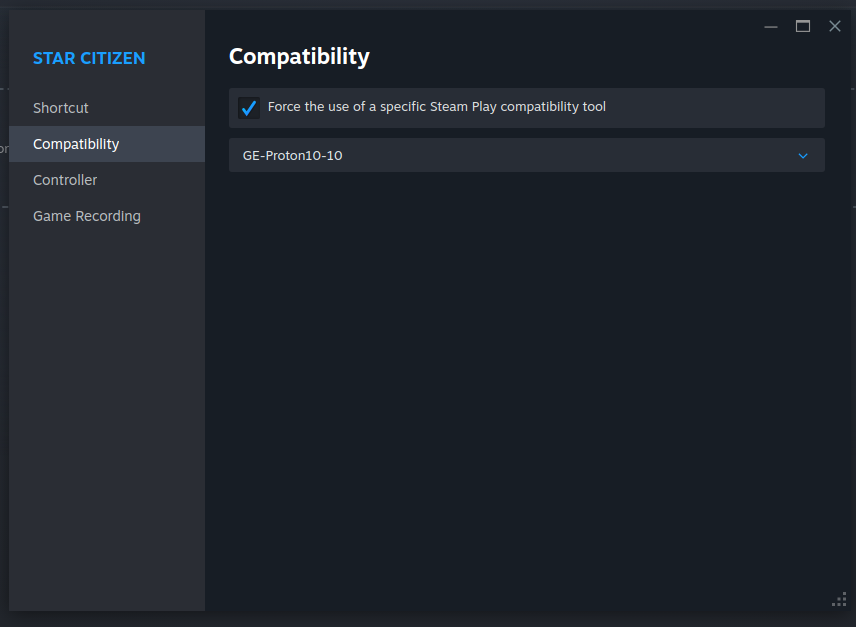 STAR CITIZEN
Shortcut
Compatibility
Controller
Game Recording
Compatibility
Force the use of a specific Steam Play compatibility tool
GE-Proton10-10